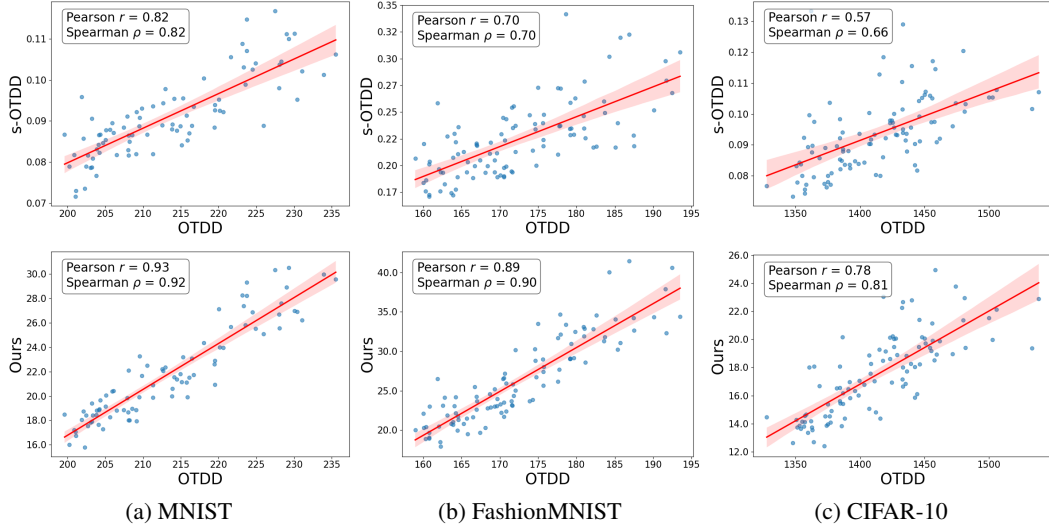 Pearson r = 0.82
Spearman ρ = 0.82
s-OTDD
0.11
0.10
0.09
0.08
0.07
200 205 210 215 220 225 230 235
OTDD
Pearson r = 0.70
Spearman ρ = 0.70
s-OTDD
0.35
0.32
0.30
0.27
0.25
0.22
0.20
0.17
160 165 170 175 180 185 190 195
OTDD
Pearson r = 0.57
Spearman ρ = 0.66
s-OTDD
0.13
0.12
0.11
0.10
0.09
0.08
1350 1400 1450 1500
OTDD
Pearson r = 0.93
Spearman ρ = 0.92
Ours
30.0
28.0
26.0
24.0
22.0
20.0
18.0
16.0
200 205 210 215 220 225 230 235
OTDD
Pearson r = 0.89
Spearman ρ = 0.90
Ours
40.0
35.0
30.0
25.0
20.0
160 165 170 175 180 185 190 195
OTDD
Pearson r = 0.78
Spearman ρ = 0.81
Ours
26.0
24.0
22.0
20.0
18.0
16.0
14.0
12.0
1350 1400 1450 1500
OTDD
(a) MNIST
(b) FashionMNIST
(c) CIFAR-10